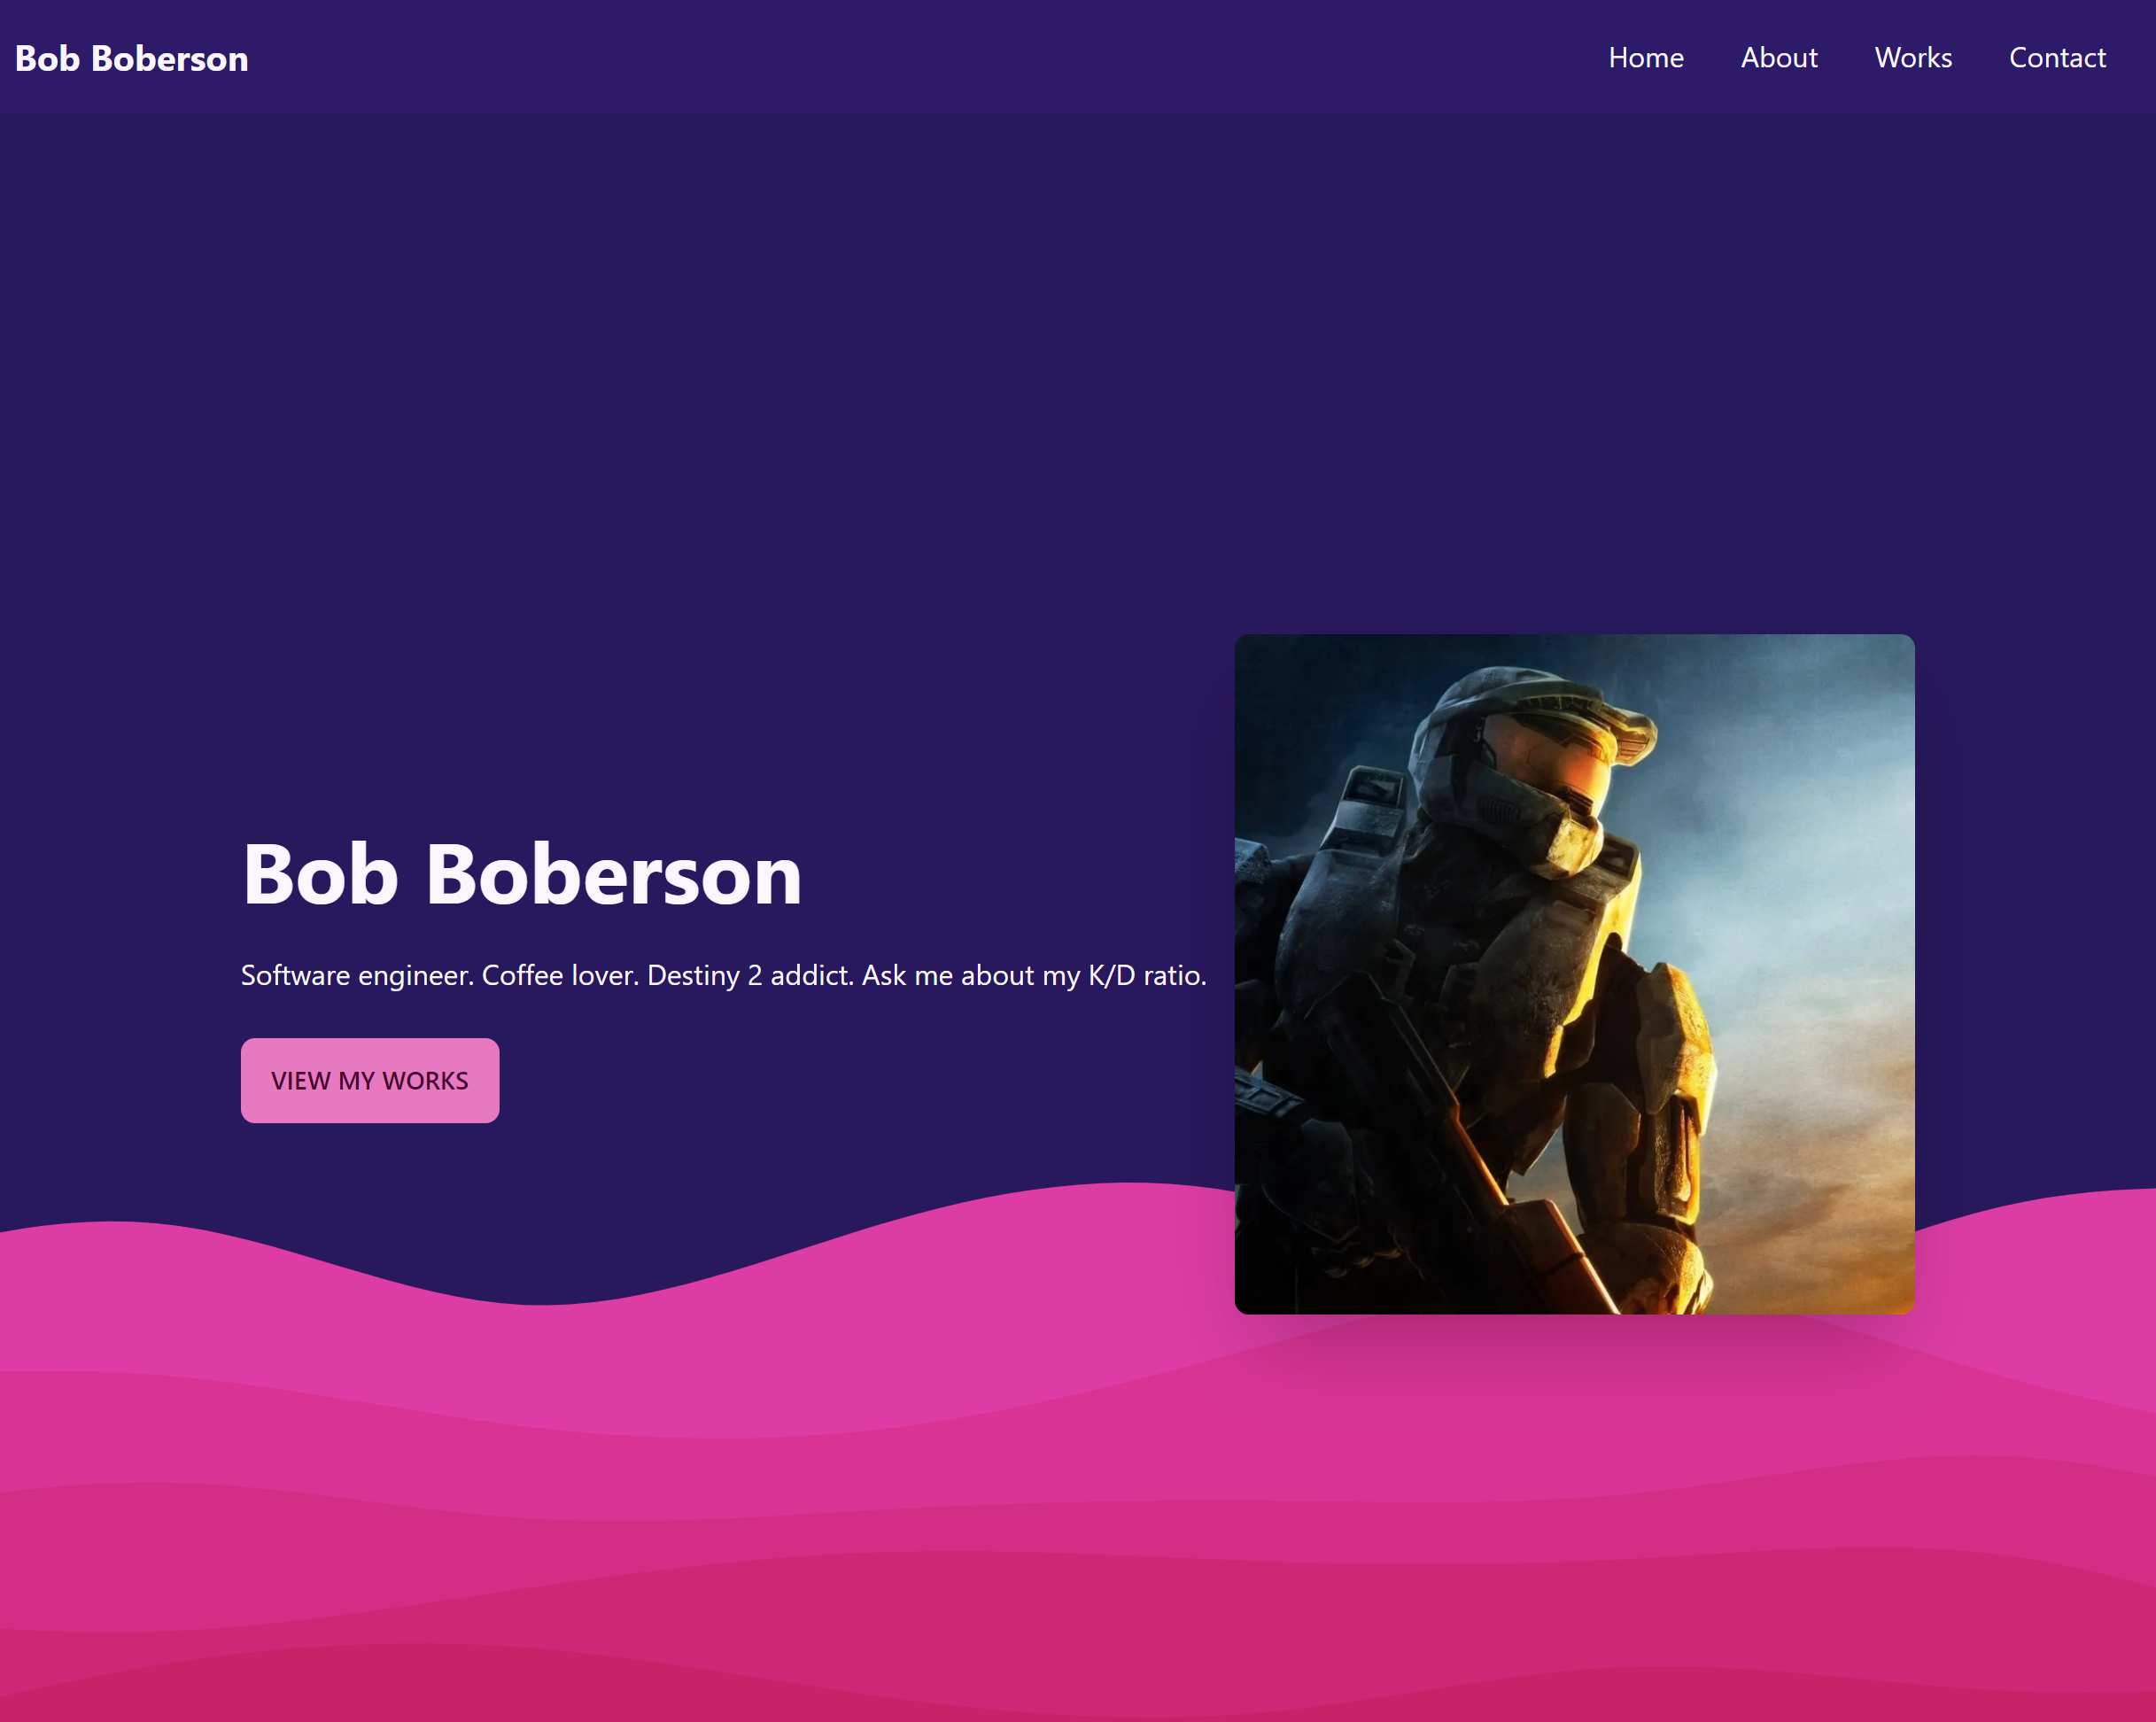 Bob Boberson
Home About Works Contact
Bob Boberson
Software engineer. Coffee lover. Destiny 2 addict. Ask me about my K/D ratio.
VIEW MY WORKS